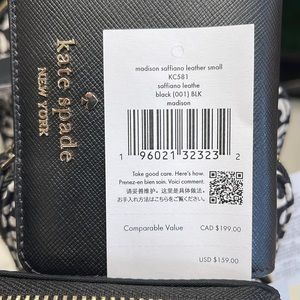 kate spade
NEW YORK
madison saffiano leather small
KC581
saffiano leathe
black (001) BLK
madison
1 96021 32323 2
Take good care. Here's how.
Prenez-en bien soin. Voici comment.
请妥善维护。这里是具体做法。
お手入れ方法はこちらをご覧ください。
Comparable Value
CAD $199.00
USD $159.00